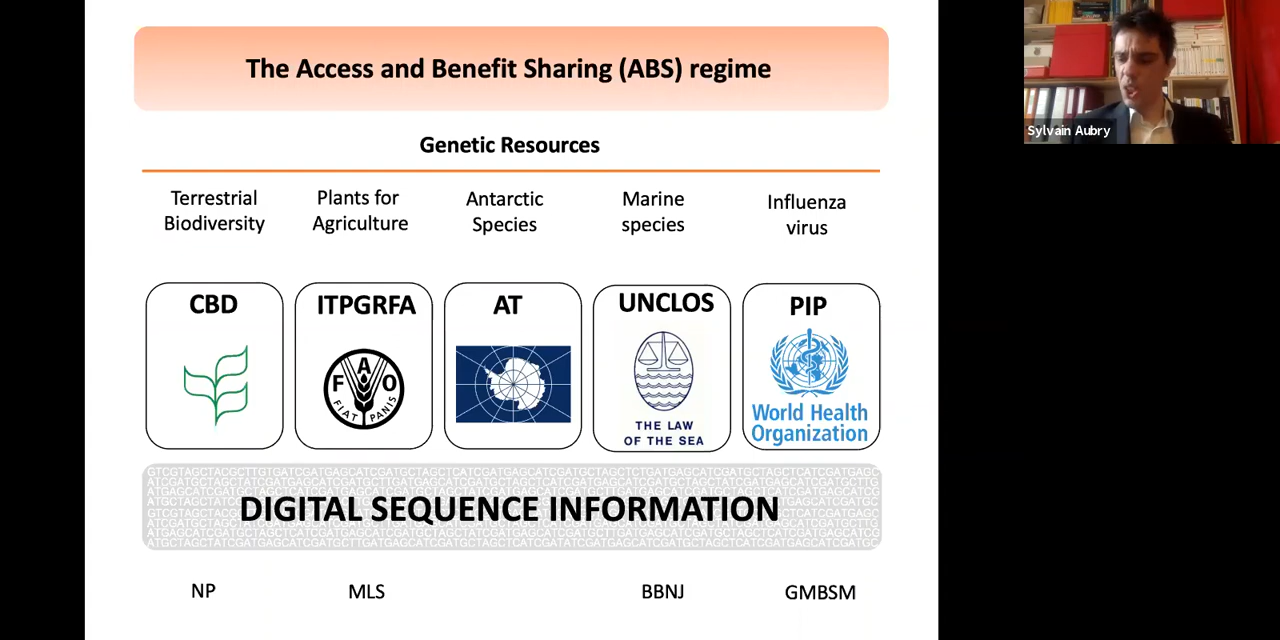 The Access and Benefit Sharing (ABS) regime
Sylvain Aubry
Genetic Resources
Terrestrial
Biodiversity
Plants for
Agriculture
Antarctic
Species
Marine
species
Influenza
virus
CBD
ITPGRFA
FAO
FIAT PANIS
AT
UNCLOS
THE LAW
OF THE SEA
PIP
World Health
Organization
DIGITAL SEQUENCE INFORMATION
NP
MLS
BBNJ
GMBSM